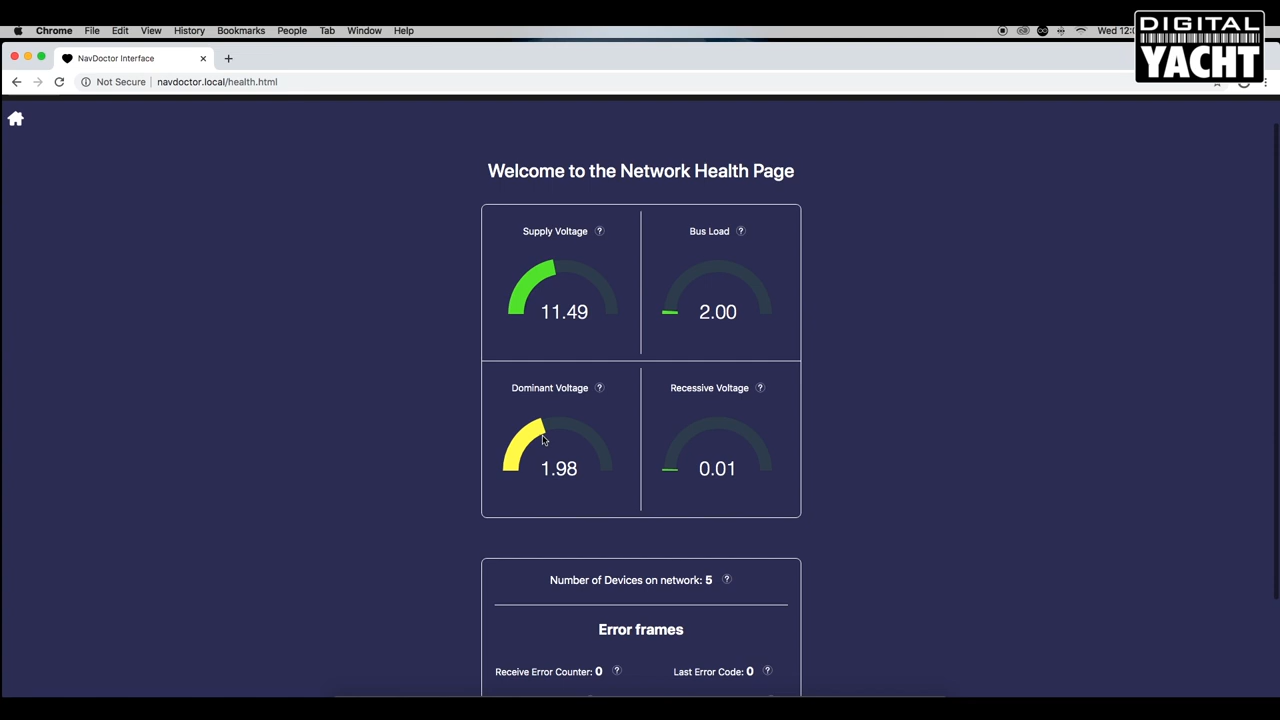 Chrome File Edit View History Bookmarks People Tab Window Help
DIGITAL
YACHT
NavDoctor Interface
Not Secure navdoctor.local/health.html
Welcome to the Network Health Page
Supply Voltage ? Bus Load ?
11.49 2.00
Dominant Voltage ? Recessive Voltage ?
1.98 0.01
Number of Devices on network: 5 ?
Error frames
Receive Error Counter: 0 ? Last Error Code: 0 ?